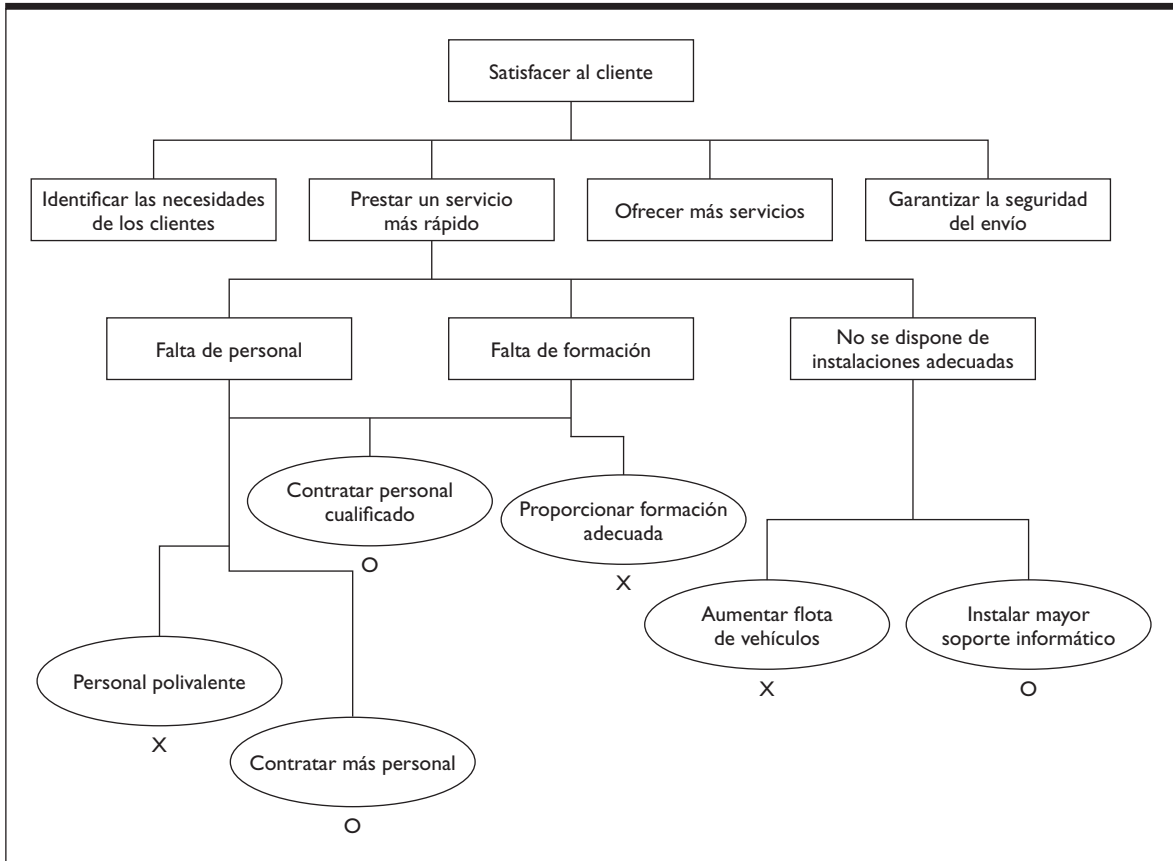 Satisfacer al cliente
Identificar las necesidades
de los clientes
Prestar un servicio
más rápido
Ofrecer más servicios
Garantizar la seguridad
del envío
Falta de personal
Falta de formación
No se dispone de
instalaciones adecuadas
Contratar personal
cualificado
O
Proporcionar formación
adecuada
X
Aumentar flota
de vehículos
X
Instalar mayor
soporte informático
O
Personal polivalente
X
Contratar más personal
O